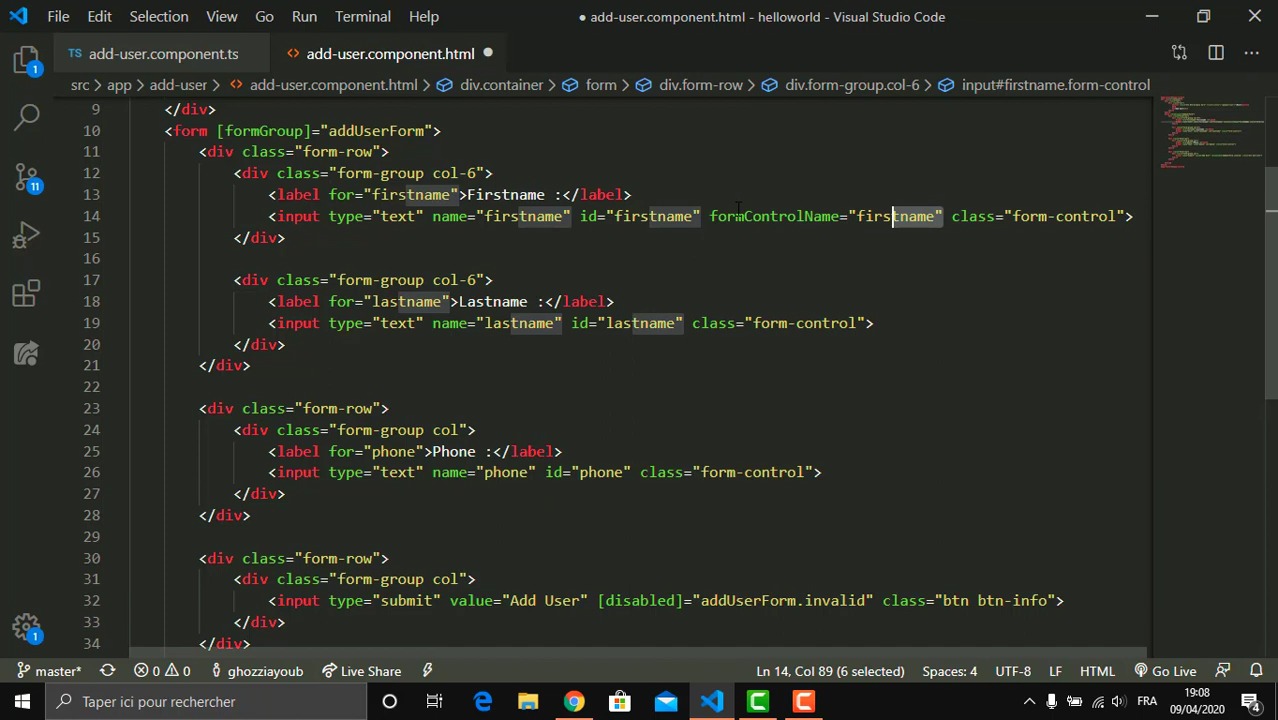 File Edit Selection View Go Run Terminal Help ● add-user.component.html - helloworld - Visual Studio Code
TS add-user.component.ts <> add-user.component.html ●
src > app > add-user > <> add-user.component.html > div.container > form > div.form-row > div.form-group.col-6 > input#firstname.form-control
9 </div>
10 <form [formGroup]="addUserForm">
11 <div class="form-row">
12 <div class="form-group col-6">
13 <label for="firstname">Firstname :</label>
14 <input type="text" name="firstname" id="firstname" formControlName="firstname" class="form-control">
15 </div>
16
17 <div class="form-group col-6">
18 <label for="lastname">Lastname :</label>
19 <input type="text" name="lastname" id="lastname" class="form-control">
20 </div>
21 </div>
22
23 <div class="form-row">
24 <div class="form-group col">
25 <label for="phone">Phone :</label>
26 <input type="text" name="phone" id="phone" class="form-control">
27 </div>
28 </div>
29
30 <div class="form-row">
31 <div class="form-group col">
32 <input type="submit" value="Add User" [disabled]="addUserForm.invalid" class="btn btn-info">
33 </div>
34 </div>
1
11
1
master* 0 0 ghozziayoub Live Share Ln 14, Col 89 (6 selected) Spaces: 4 UTF-8 LF HTML Go Live
Taper ici pour rechercher FRA 19:08
09/04/2020 4